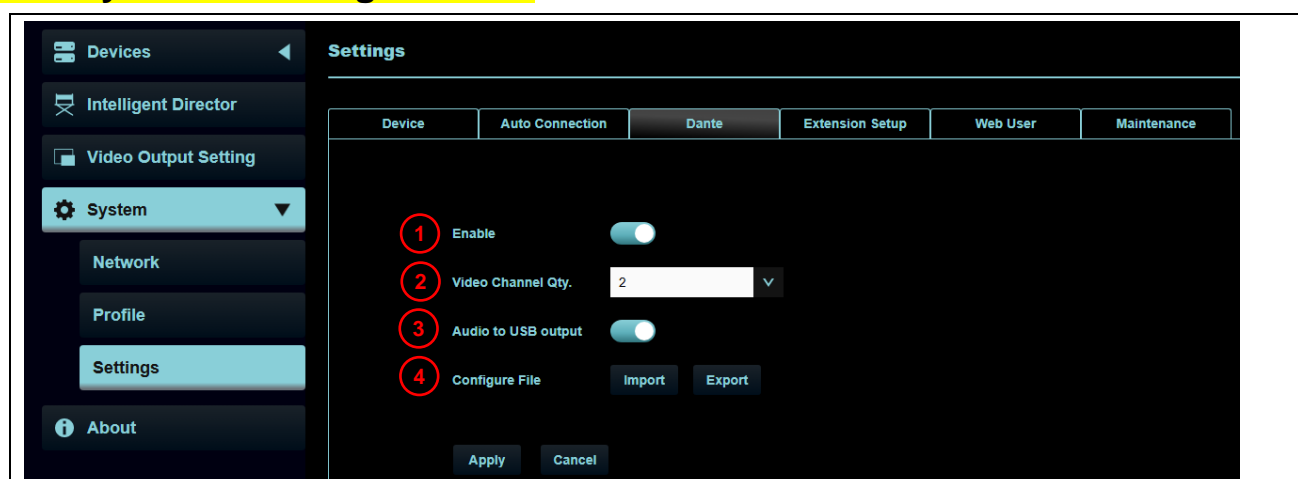 Devices
Settings
Intelligent Director
Device Auto Connection Dante Extension Setup Web User Maintenance
Video Output Setting
System
1 Enable
Network
2 Video Channel Qty. 2
Profile
3 Audio to USB output
Settings
4 Configure File Import Export
About
Apply Cancel